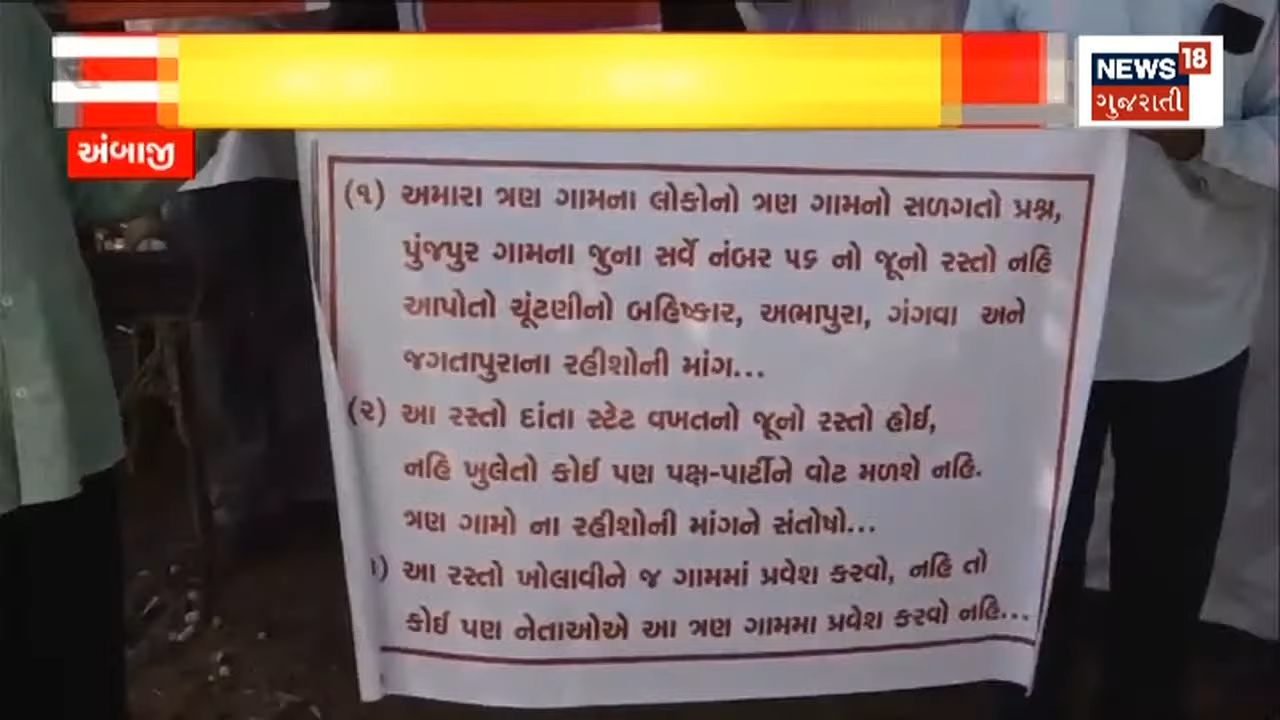 NEWS 18
ગુજરાતી
અંબાજી
(૧) અમારા ત્રણ ગામના લોકોનો ત્રણ ગામનો સળગતો પ્રશ્ન,
પુંજપુર ગામના જુના સર્વે નંબર ૫૬ નો જૂનો રસ્તો નહિ
આપોતો ચૂંટણીનો બહિષ્કાર, અભાપુરા, ગંગવા અને
જગતાપુરાના રહીશોની માંગ...
(૨) આ રસ્તો દાંતા સ્ટેટ વખતનો જૂનો રસ્તો હોઈ,
નહિ ખુલેતો કોઈ પણ પક્ષ-પાર્ટીને વોટ મળશે નહિ.
ત્રણ ગામો ના રહીશોની માંગને સંતોષો...
) આ રસ્તો ખોલાવીને જ ગામમાં પ્રવેશ કરવો, નહિ તો
કોઈ પણ નેતાઓએ આ ત્રણ ગામમા પ્રવેશ કરવો નહિ...